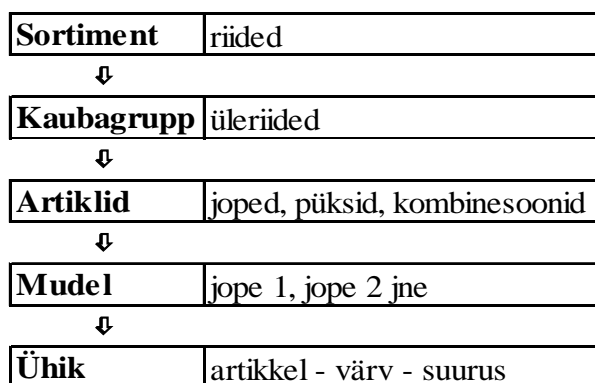 Sortiment riided
⇩
Kaubagrupp üleriided
⇩
Artiklid joped, püksid, kombinesoonid
⇩
Mudel jope 1, jope 2 jne
⇩
Ühik artikkel - värv - suurus